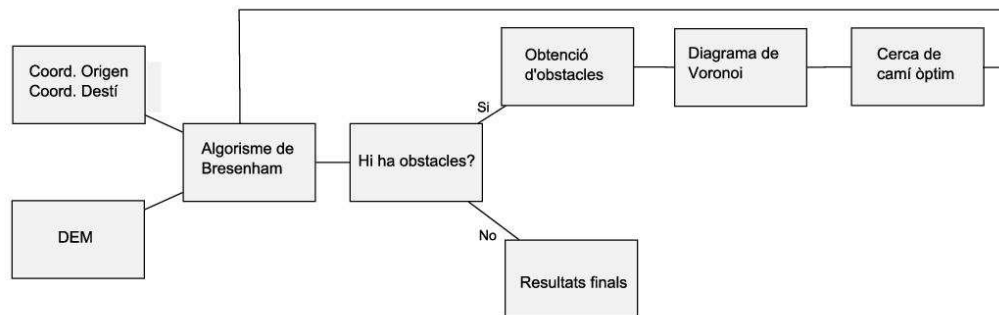 Coord. Origen
Coord. Destí
DEM
Algorisme de
Bresenham
Hi ha obstacles?
Si
No
Obtenció
d'obstacles
Diagrama de
Voronoi
Cerca de
camí òptim
Resultats finals